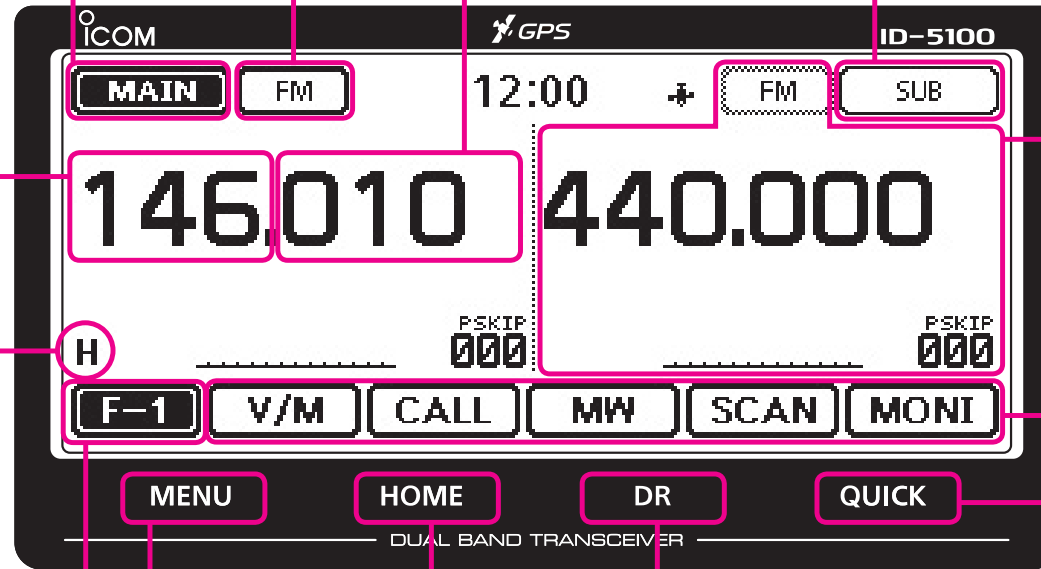 ICOM GPS ID-5100
MAIN FM 12:00 FM SUB
146.010 440.000
PSKIP PSKIP
H 000 000
F-1 V/M CALL MW SCAN MONI
MENU HOME DR QUICK
DUAL BAND TRANSCEIVER